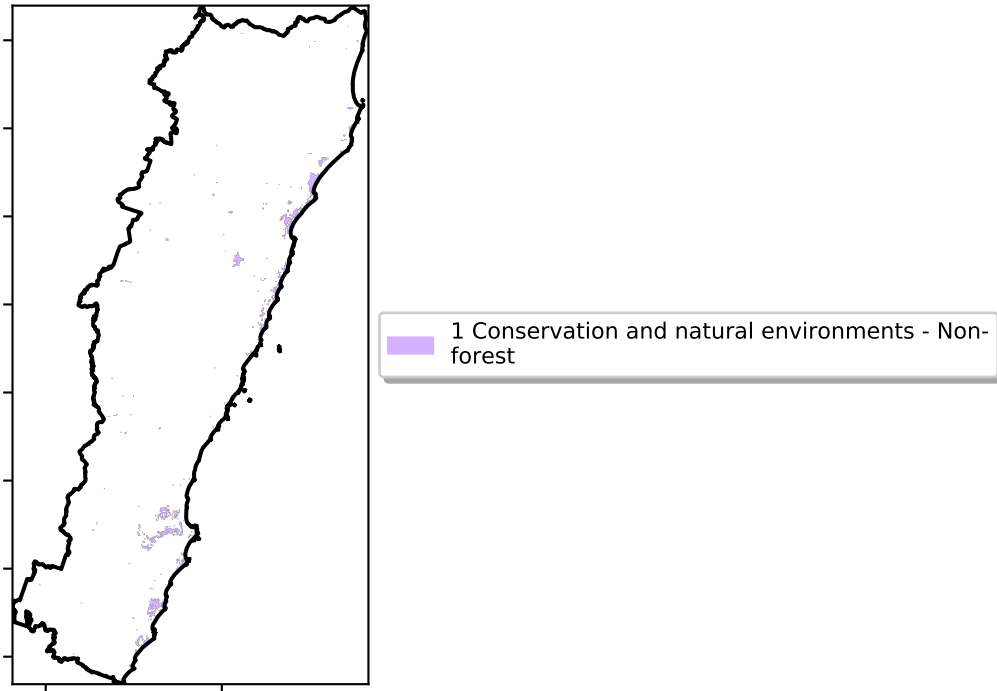 1 Conservation and natural environments - Non-
forest